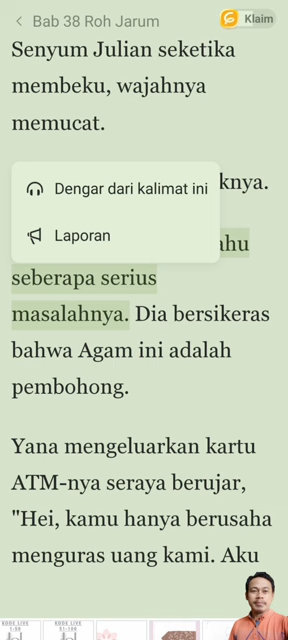 Bab 38 Roh Jarum
Klaim
Senyum Julian seketika
membeku, wajahnya
memucat.
knya.
Dengar dari kalimat ini
Laporan
ahu
seberapa serius
masalahnya. Dia bersikeras
bahwa Agam ini adalah
pembohong.
Yana mengeluarkan kartu
ATM-nya seraya berujar,
"Hei, kamu hanya berusaha
menguras uang kami. Aku